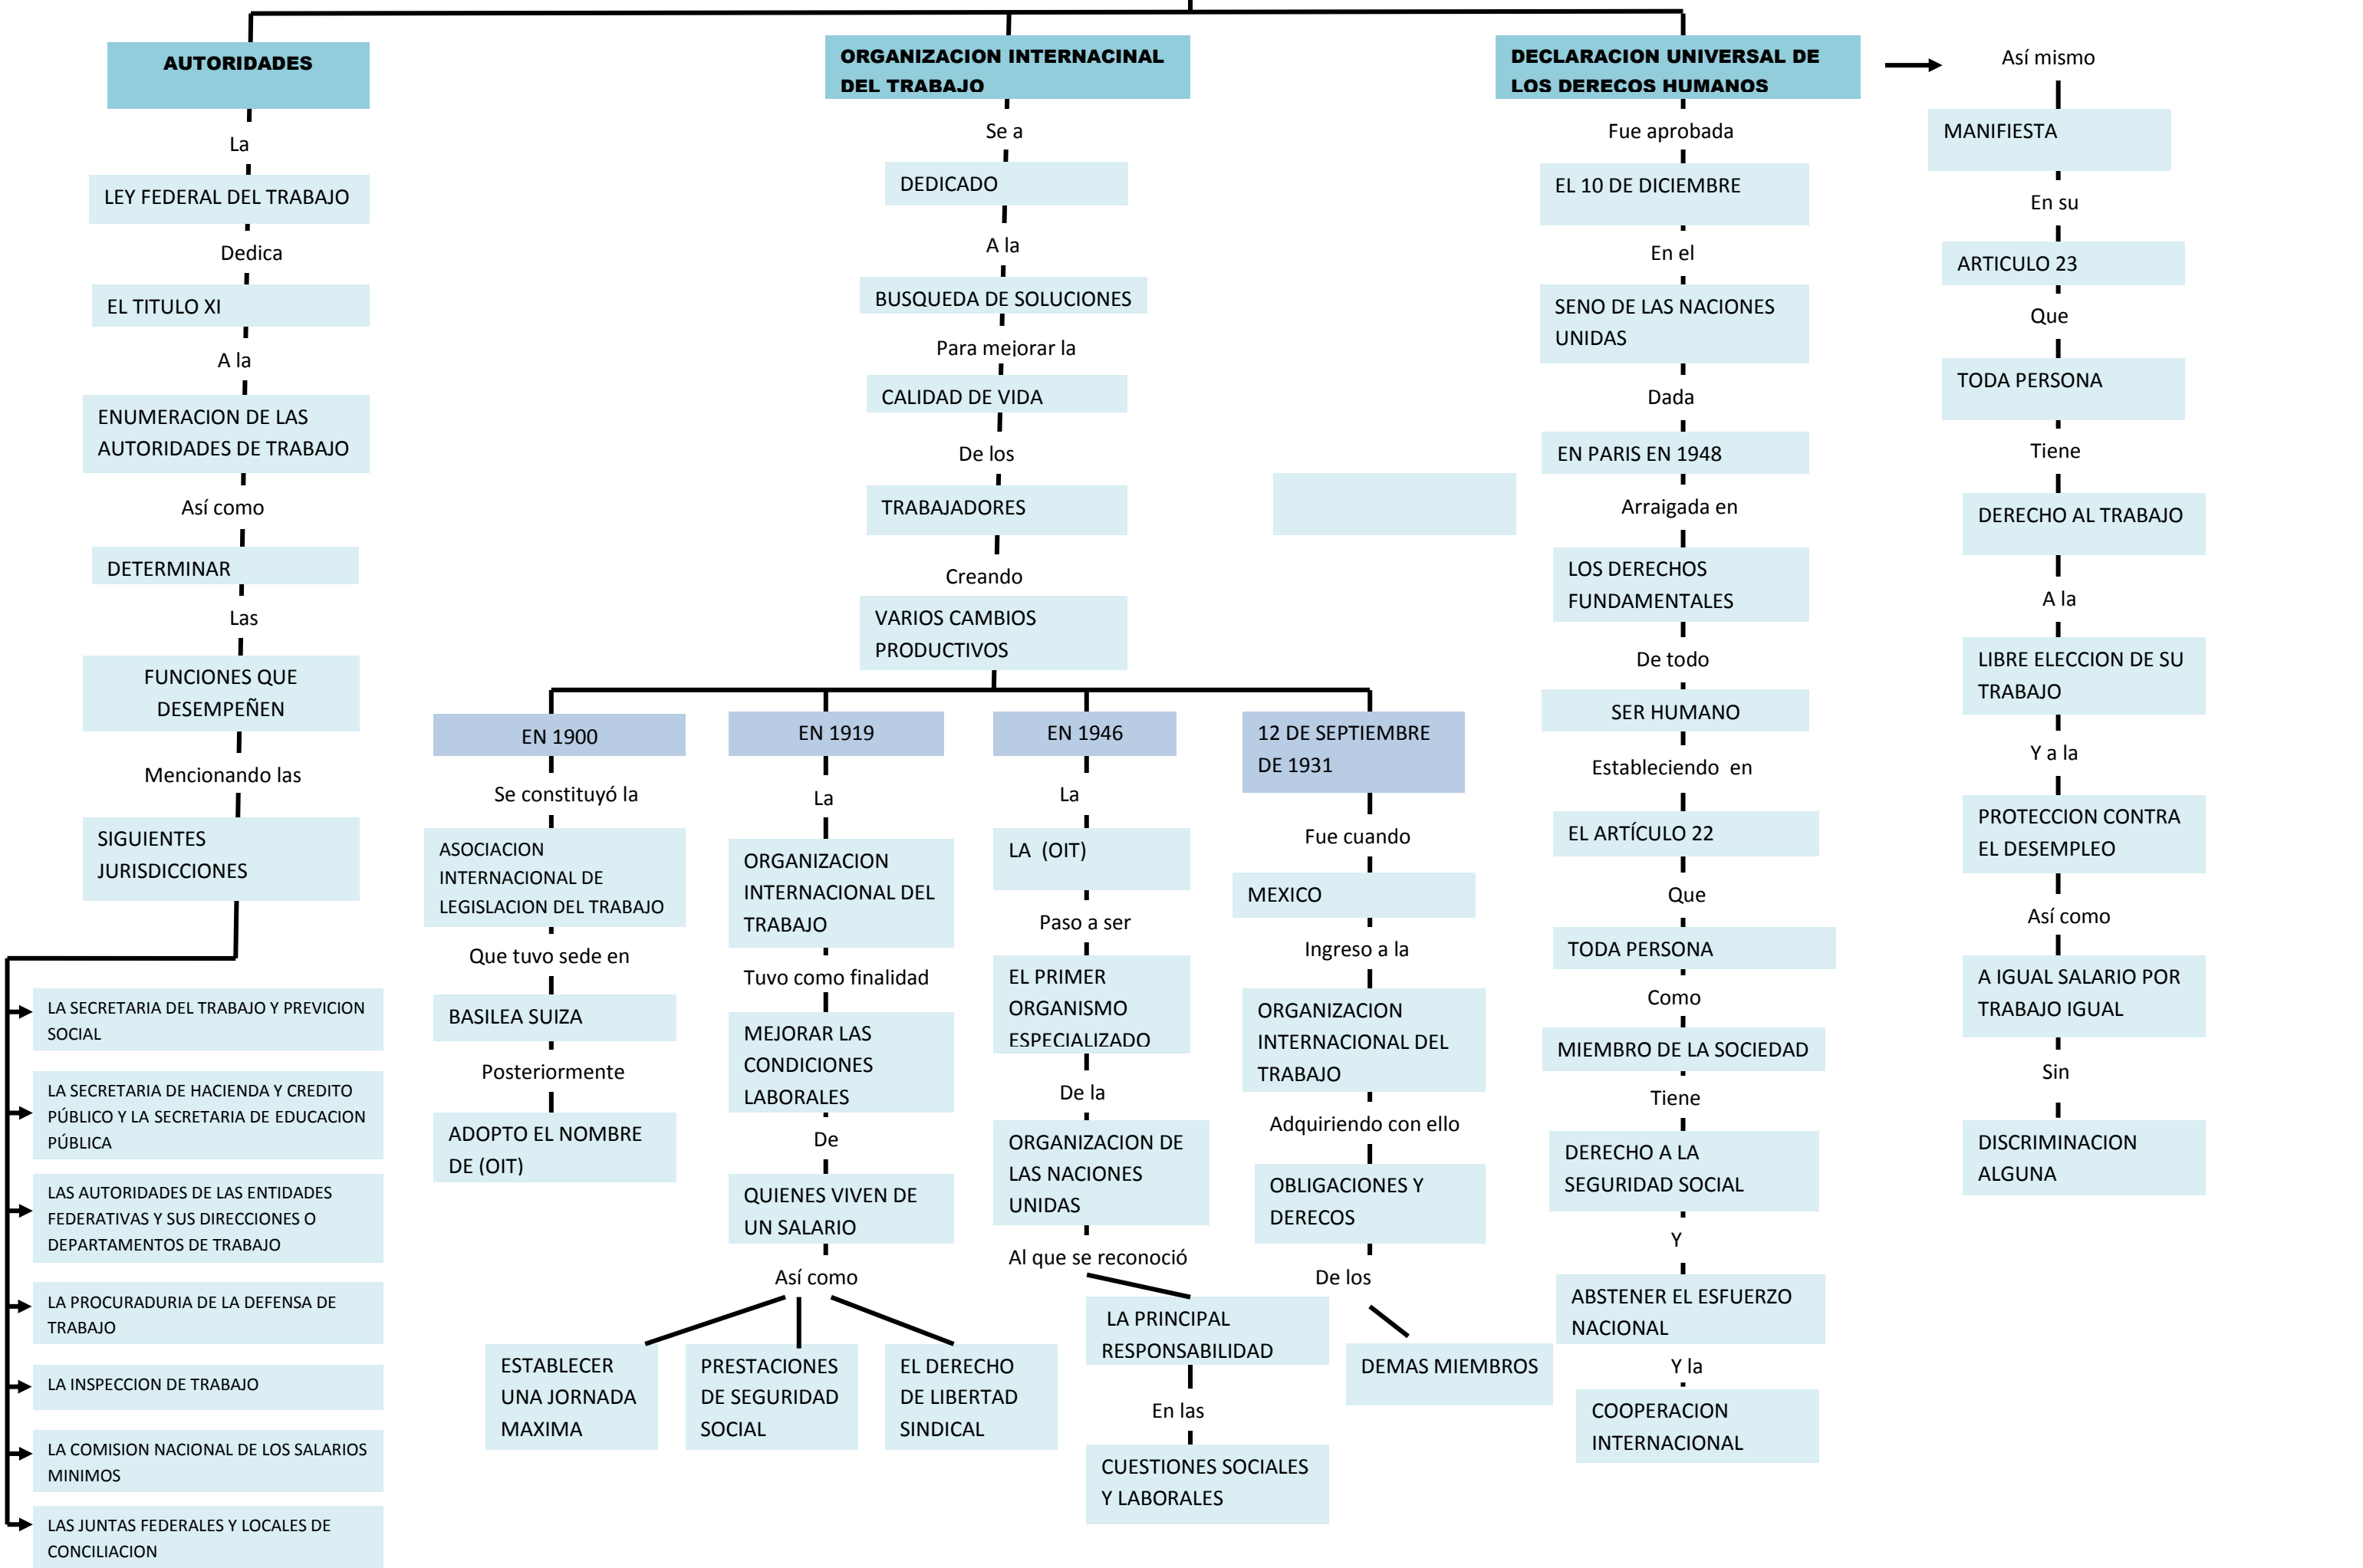 AUTORIDADES
La
LEY FEDERAL DEL TRABAJO
Dedica
EL TITULO XI
A la
ENUMERACION DE LAS
AUTORIDADES DE TRABAJO
Así como
DETERMINAR
Las
FUNCIONES QUE
DESEMPEÑEN
Mencionando las
SIGUIENTES
JURISDICCIONES
LA SECRETARIA DEL TRABAJO Y PREVICION
SOCIAL
LA SECRETARIA DE HACIENDA Y CREDITO
PÚBLICO Y LA SECRETARIA DE EDUCACION
PÚBLICA
LAS AUTORIDADES DE LAS ENTIDADES
FEDERATIVAS Y SUS DIRECCIONES O
DEPARTAMENTOS DE TRABAJO
LA PROCURADURIA DE LA DEFENSA DE
TRABAJO
LA INSPECCION DE TRABAJO
LA COMISION NACIONAL DE LOS SALARIOS
MINIMOS
LAS JUNTAS FEDERALES Y LOCALES DE
CONCILIACION
ORGANIZACION INTERNACINAL
DEL TRABAJO
Se a
DEDICADO
A la
BUSQUEDA DE SOLUCIONES
Para mejorar la
CALIDAD DE VIDA
De los
TRABAJADORES
Creando
VARIOS CAMBIOS
PRODUCTIVOS
EN 1900
Se constituyó la
ASOCIACION
INTERNACIONAL DE
LEGISLACION DEL TRABAJO
Que tuvo sede en
BASILEA SUIZA
Posteriormente
ADOPTO EL NOMBRE
DE (OIT)
EN 1919
La
ORGANIZACION
INTERNACIONAL DEL
TRABAJO
Tuvo como finalidad
MEJORAR LAS
CONDICIONES
LABORALES
De
QUIENES VIVEN DE
UN SALARIO
Así como
ESTABLECER
UNA JORNADA
MAXIMA
PRESTACIONES
DE SEGURIDAD
SOCIAL
EL DERECHO
DE LIBERTAD
SINDICAL
EN 1946
La
LA (OIT)
Paso a ser
EL PRIMER
ORGANISMO
ESPECIALIZADO
De la
ORGANIZACION DE
LAS NACIONES
UNIDAS
Al que se reconoció
LA PRINCIPAL
RESPONSABILIDAD
En las
CUESTIONES SOCIALES
Y LABORALES
12 DE SEPTIEMBRE
DE 1931
Fue cuando
MEXICO
Ingreso a la
ORGANIZACION
INTERNACIONAL DEL
TRABAJO
Adquiriendo con ello
OBLIGACIONES Y
DERECOS
De los
DEMAS MIEMBROS
DECLARACION UNIVERSAL DE
LOS DERECOS HUMANOS
Fue aprobada
EL 10 DE DICIEMBRE
En el
SENO DE LAS NACIONES
UNIDAS
Dada
EN PARIS EN 1948
Arraigada en
LOS DERECHOS
FUNDAMENTALES
De todo
SER HUMANO
Estableciendo en
EL ARTÍCULO 22
Que
TODA PERSONA
Como
MIEMBRO DE LA SOCIEDAD
Tiene
DERECHO A LA
SEGURIDAD SOCIAL
Y
ABSTENER EL ESFUERZO
NACIONAL
Y la
COOPERACION
INTERNACIONAL
Así mismo
MANIFIESTA
En su
ARTICULO 23
Que
TODA PERSONA
Tiene
DERECHO AL TRABAJO
A la
LIBRE ELECCION DE SU
TRABAJO
Y a la
PROTECCION CONTRA
EL DESEMPLEO
Así como
A IGUAL SALARIO POR
TRABAJO IGUAL
Sin
DISCRIMINACION
ALGUNA